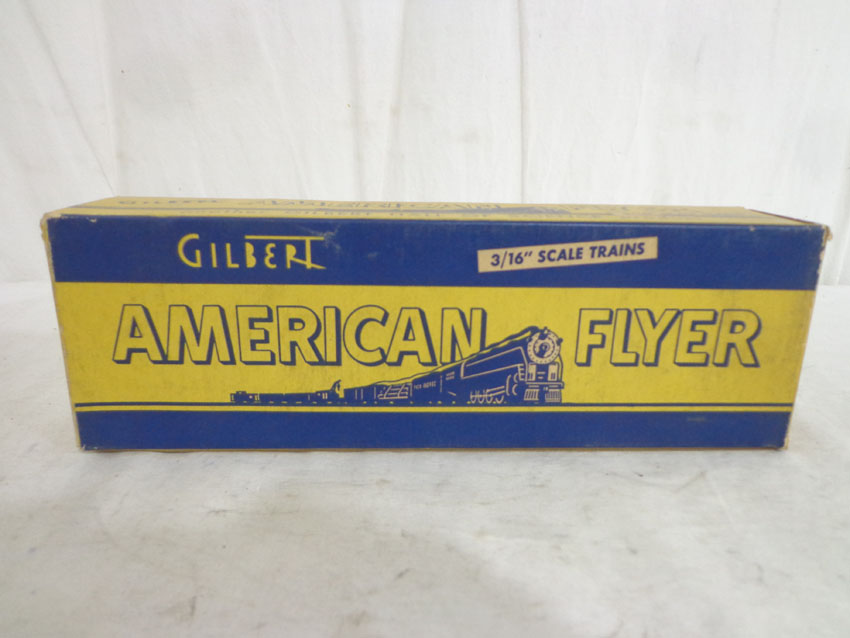 GILBERT
3/16" SCALE TRAINS
AMERICAN FLYER